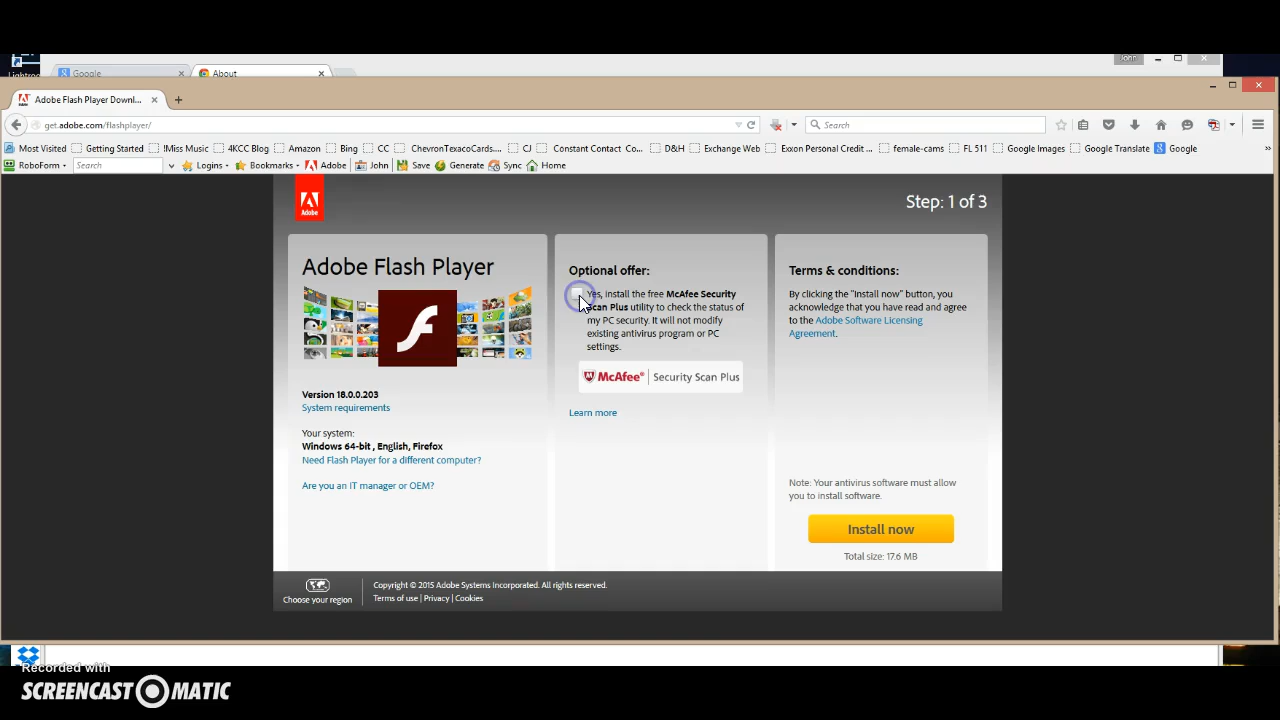 Google
About
John
Adobe Flash Player Downl...
get.adobe.com/flashplayer/
Search
Most Visited
Getting Started
!Miss Music
4KCC Blog
Amazon
Bing
CC
ChevronTexacoCards....
CJ
Constant Contact Co...
D&H
Exchange Web
Exxon Personal Credit ...
female-cams
FL 511
Google Images
Google Translate
Google
»
RoboForm
Search
Logins
Bookmarks
Adobe
John
Save
Generate
Sync
Home
Adobe
Step: 1 of 3
Adobe Flash Player
Version 18.0.0.203
System requirements
Your system:
Windows 64-bit , English, Firefox
Need Flash Player for a different computer?
Are you an IT manager or OEM?
Optional offer:
Yes, install the free McAfee Security
Scan Plus utility to check the status of
my PC security. It will not modify
existing antivirus program or PC
settings.
McAfee® | Security Scan Plus
Learn more
Terms & conditions:
By clicking the "Install now" button, you
acknowledge that you have read and agree
to the Adobe Software Licensing
Agreement.
Note: Your antivirus software must allow
you to install software.
Install now
Total size: 17.6 MB
Choose your region
Copyright © 2015 Adobe Systems Incorporated. All rights reserved.
Terms of use | Privacy | Cookies
Recorded with
SCREENCAST MATIC